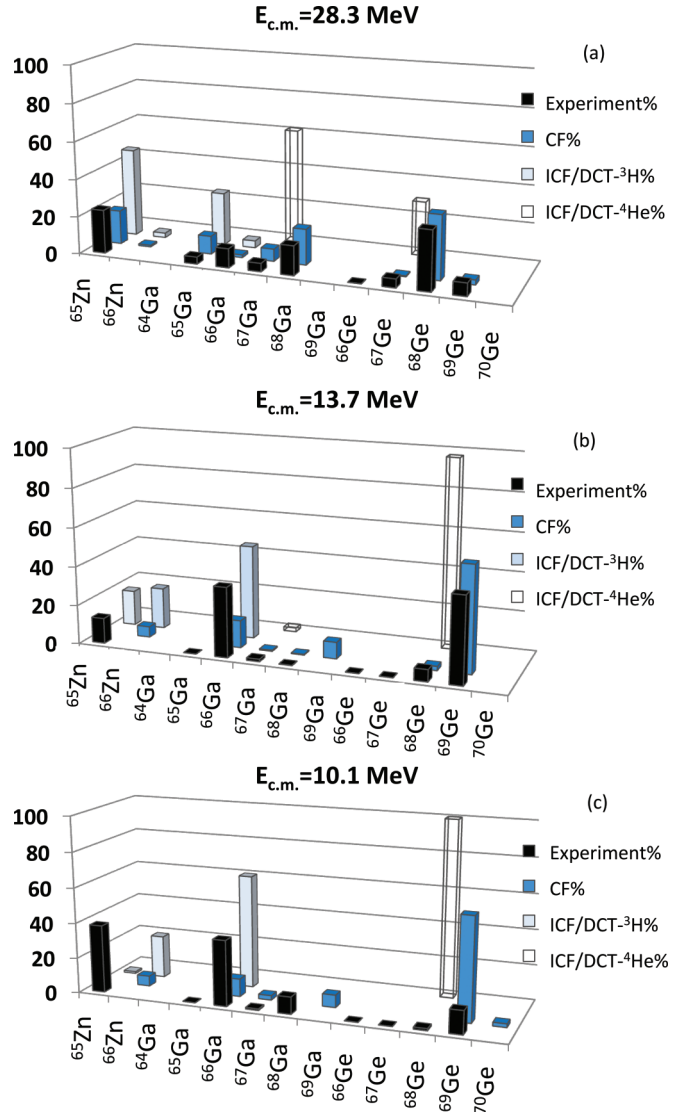 E_c.m.=28.3 MeV
(a)
100
80
60
40
20
0
Experiment%
CF%
ICF/DCT-³H%
ICF/DCT-⁴He%
⁶⁵Zn
⁶⁶Zn
⁶⁴Ga
⁶⁵Ga
⁶⁶Ga
⁶⁷Ga
⁶⁸Ga
⁶⁹Ga
⁶⁶Ge
⁶⁷Ge
⁶⁸Ge
⁶⁹Ge
⁷⁰Ge
E_c.m.=13.7 MeV
(b)
100
80
60
40
20
0
Experiment%
CF%
ICF/DCT-³H%
ICF/DCT-⁴He%
⁶⁵Zn
⁶⁶Zn
⁶⁴Ga
⁶⁵Ga
⁶⁶Ga
⁶⁷Ga
⁶⁸Ga
⁶⁹Ga
⁶⁶Ge
⁶⁷Ge
⁶⁸Ge
⁶⁹Ge
⁷⁰Ge
E_c.m.=10.1 MeV
(c)
100
80
60
40
20
0
Experiment%
CF%
ICF/DCT-³H%
ICF/DCT-⁴He%
⁶⁵Zn
⁶⁶Zn
⁶⁴Ga
⁶⁵Ga
⁶⁶Ga
⁶⁷Ga
⁶⁸Ga
⁶⁹Ga
⁶⁶Ge
⁶⁷Ge
⁶⁸Ge
⁶⁹Ge
⁷⁰Ge